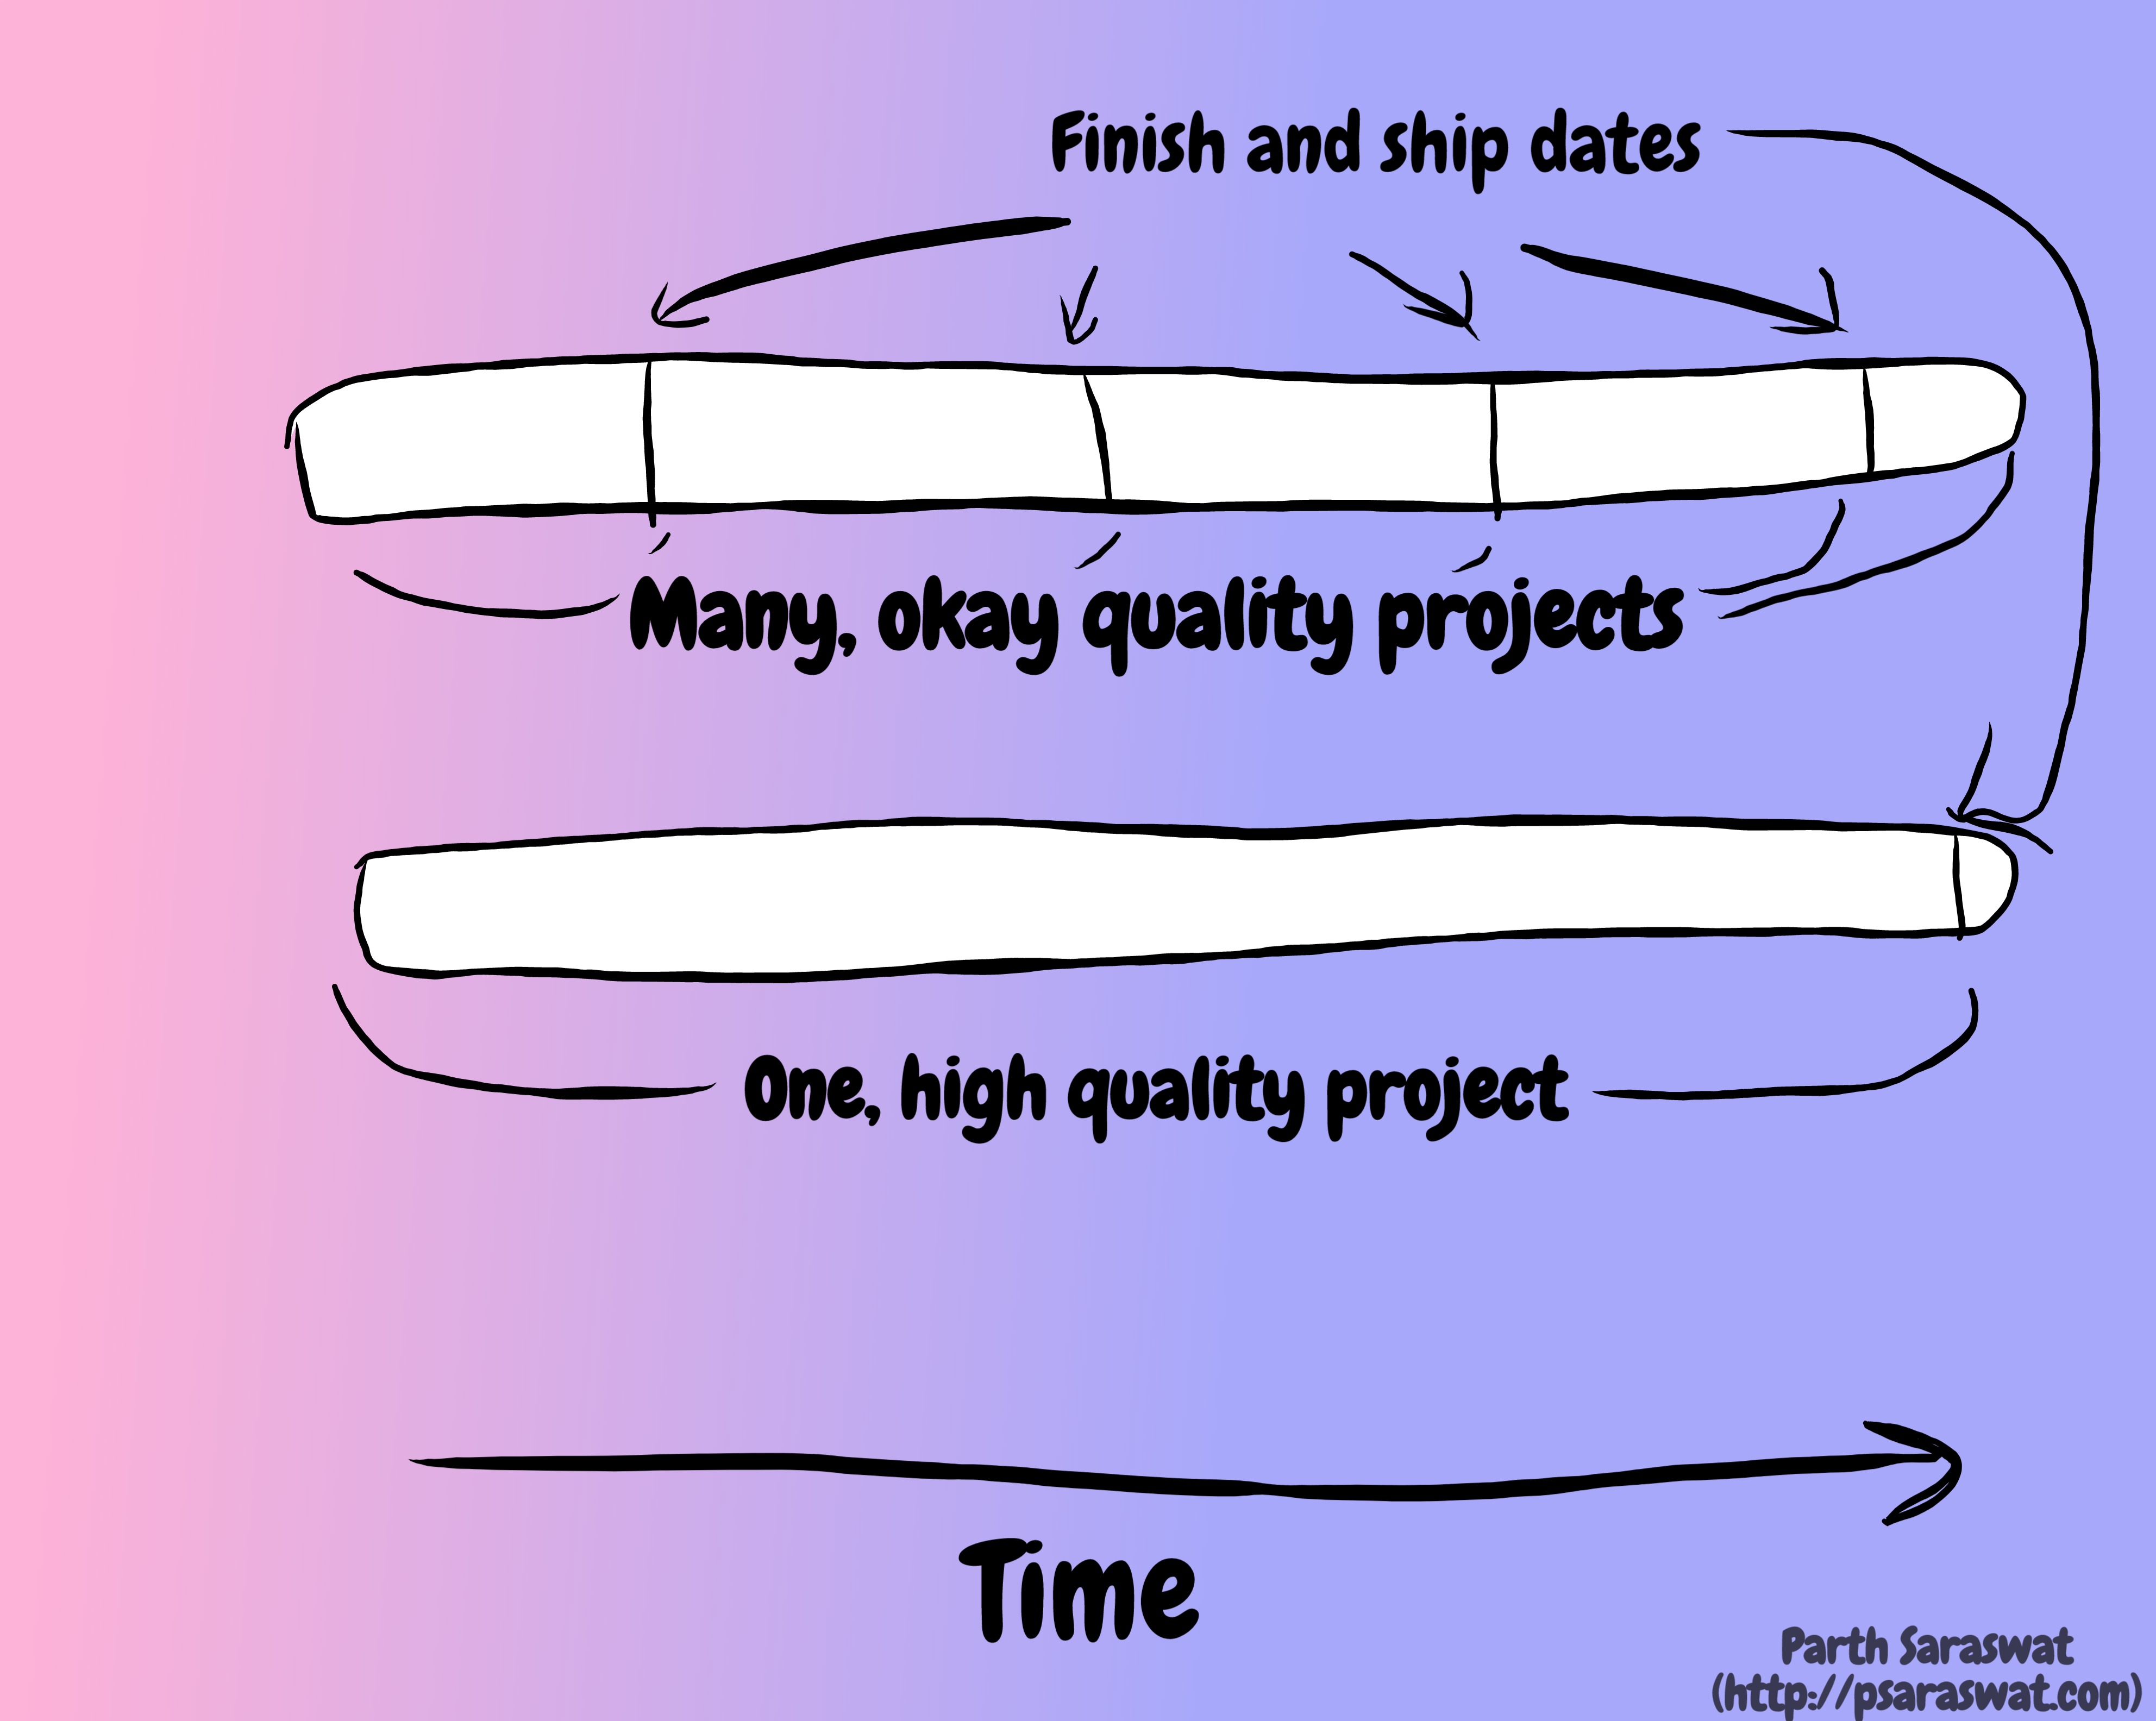 Finish and ship dates
Many, okay quality projects
One, high quality project
Time
Parth Saraswat
(http://psaraswat.com)